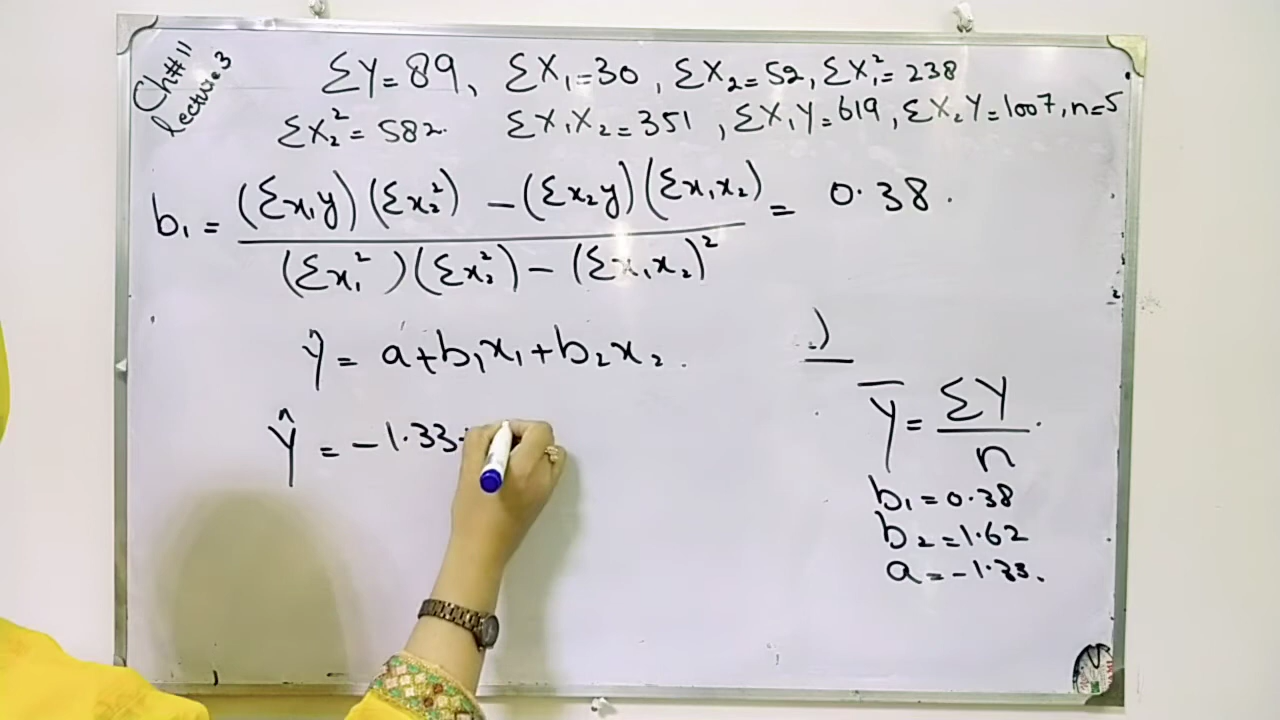 Ch#11
Lecture 3
ΣY=89, ΣX₁=30, ΣX₂=52, ΣX₁²=238
ΣX₂²=582. ΣX₁X₂=351, ΣX₁Y=619, ΣX₂Y=1007, n=5
b₁ = (Σx₁y)(Σx₂²) - (Σx₂y)(Σx₁x₂) / (Σx₁²)(Σx₂²) - (Σx₁x₂)² = 0.38.
Ŷ = a+b₁x₁+b₂x₂.
Ŷ = -1.33
Ȳ = ΣY / n.
b₁=0.38
b₂=1.62
a=-1.33.